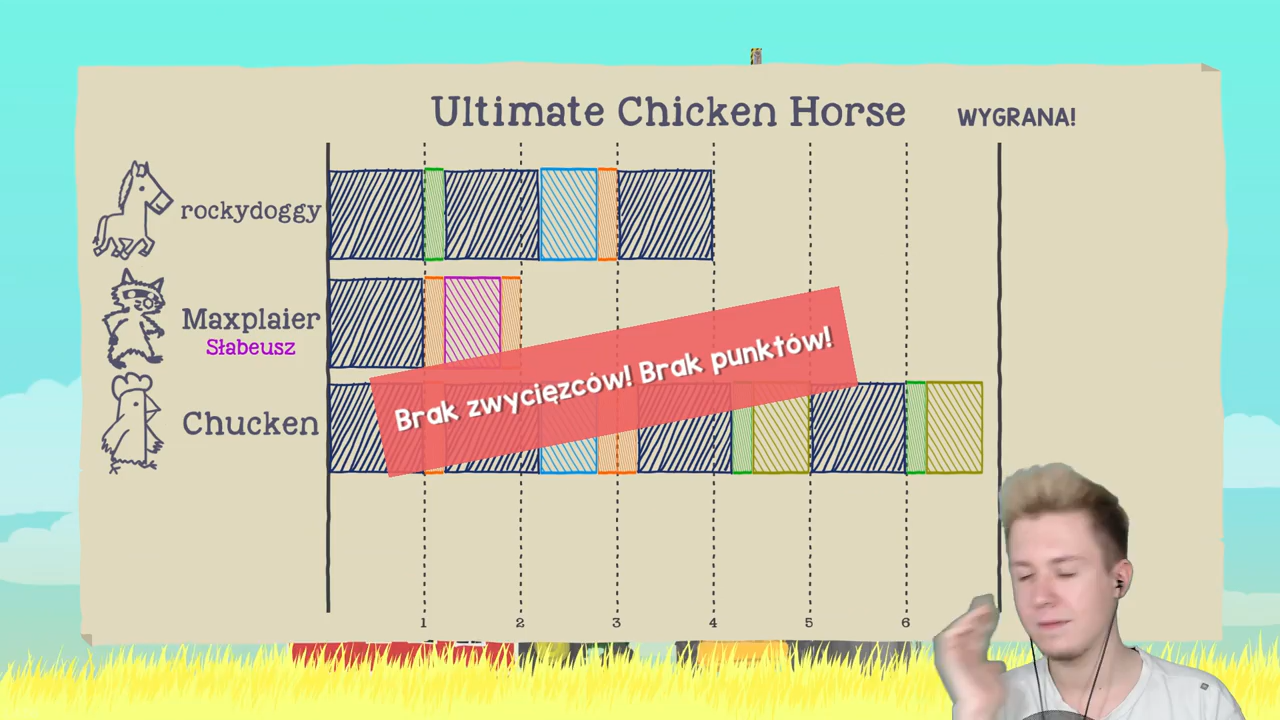 Ultimate Chicken Horse
WYGRANA!
rockydoggy
Maxplaier
Słabeusz
Chucken
Brak zwycięzców! Brak punktów!
1 2 3 4 5 6